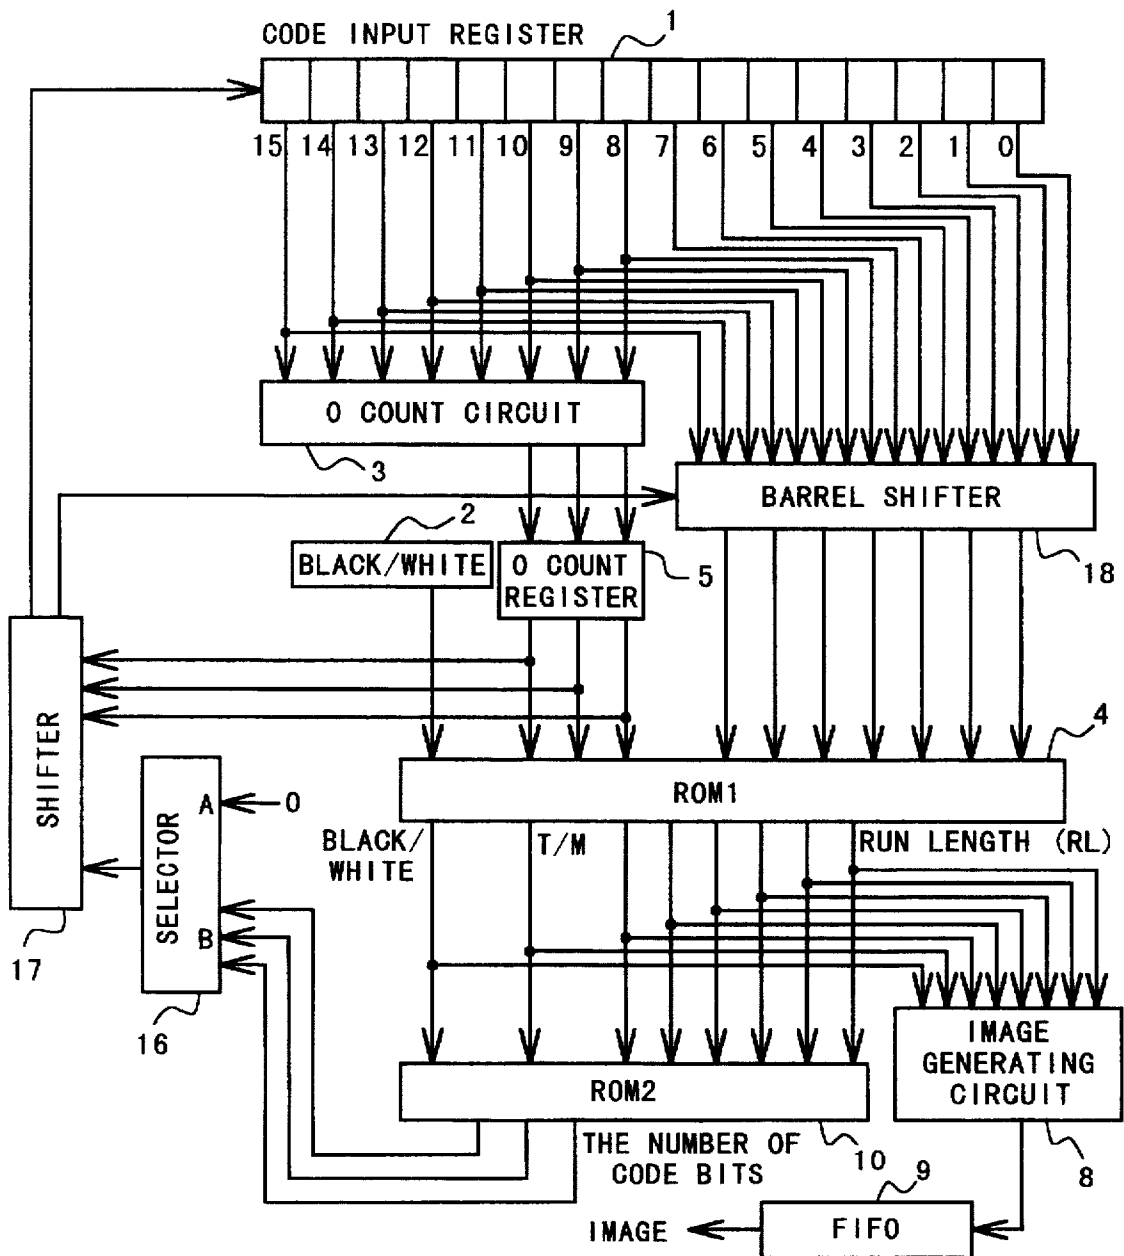 CODE INPUT REGISTER
1
15 14 13 12 11 10 9 8 7 6 5 4 3 2 1 0
0 COUNT CIRCUIT
3
BARREL SHIFTER
18
2
BLACK/WHITE
0 COUNT
REGISTER
5
SHIFTER
17
4
ROM1
SELECTOR
A
0
B
16
BLACK/
WHITE
T/M
RUN LENGTH (RL)
IMAGE
GENERATING
CIRCUIT
8
ROM2
10
THE NUMBER OF
CODE BITS
9
FIFO
IMAGE